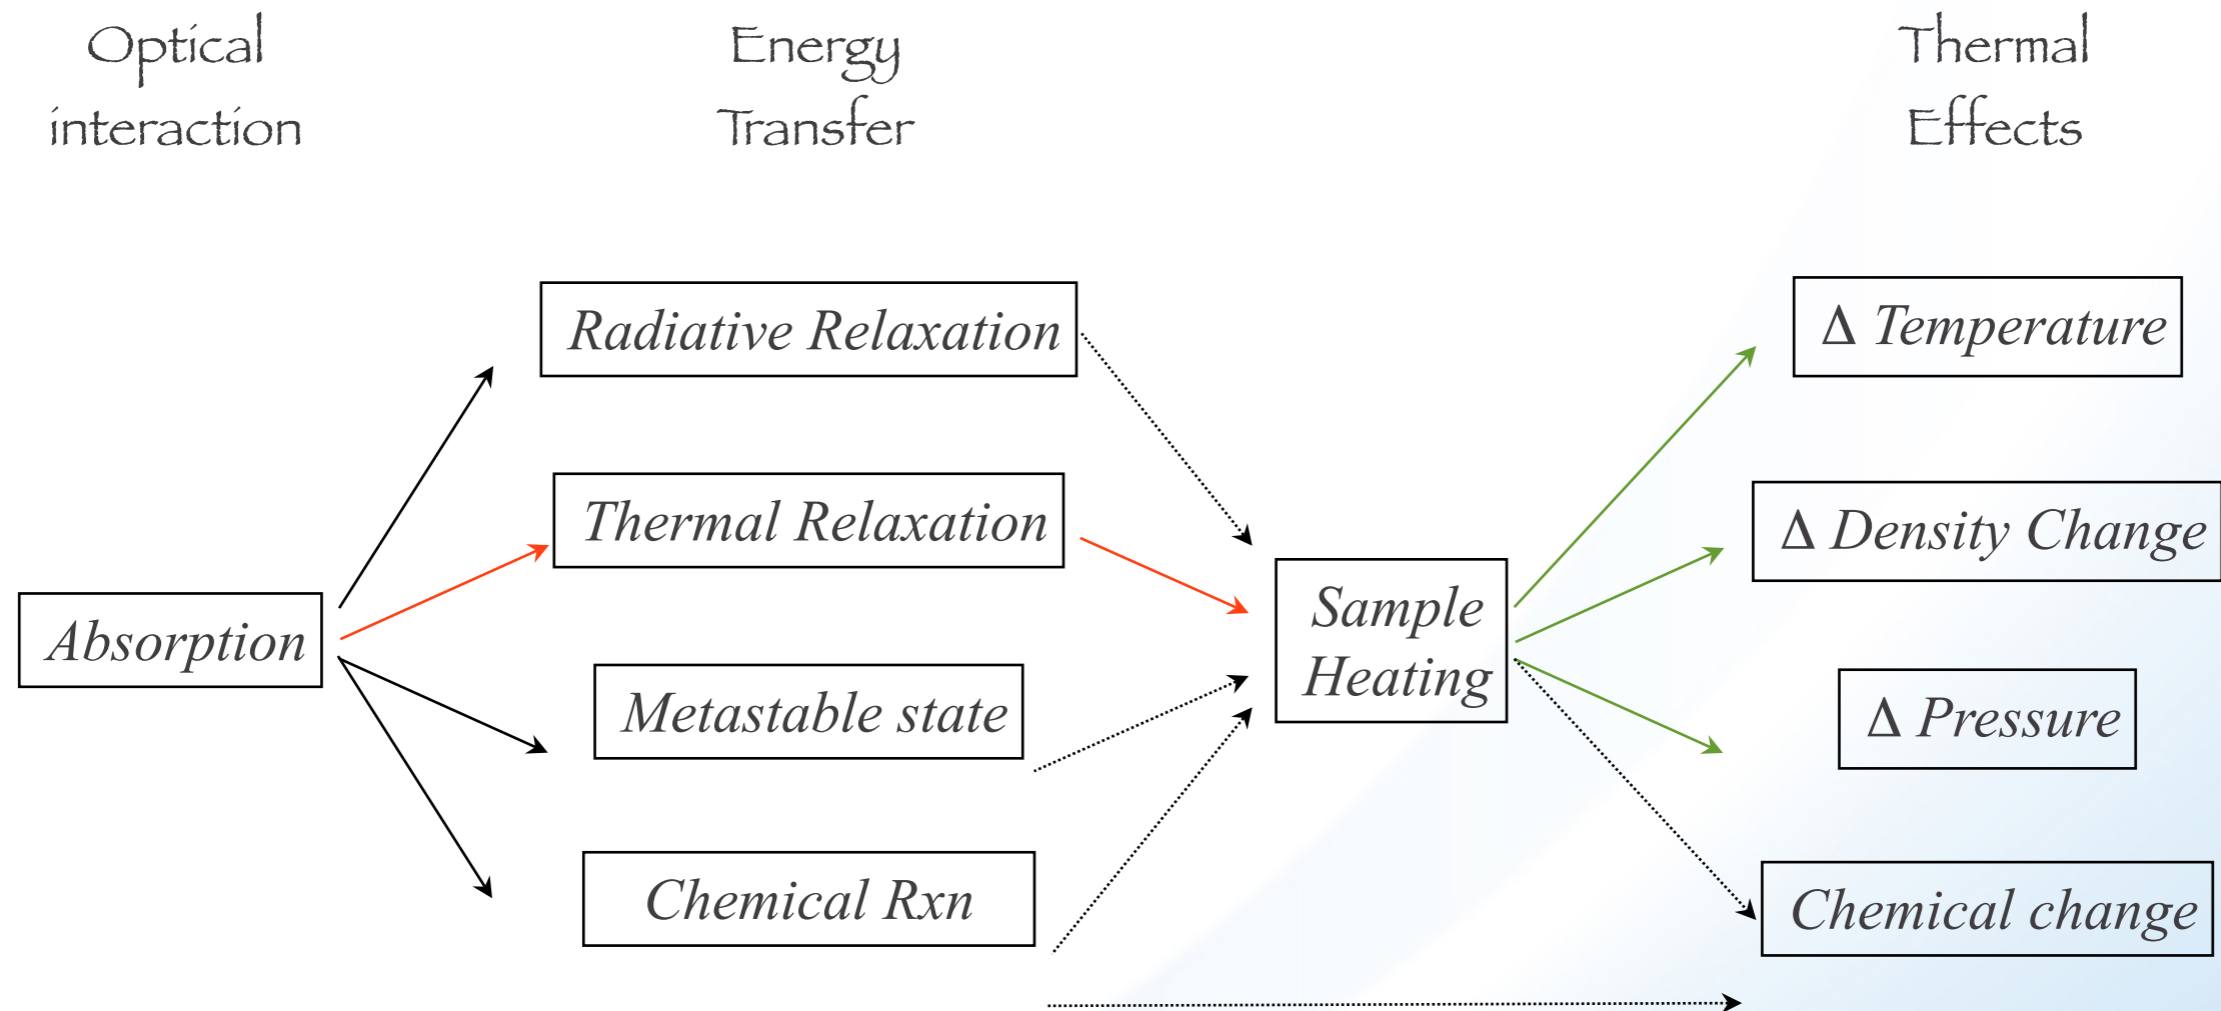 Optical
interaction
Energy
Transfer
Thermal
Effects
Radiative Relaxation
Δ Temperature
Thermal Relaxation
Δ Density Change
Absorption
Sample
Heating
Metastable state
Δ Pressure
Chemical Rxn
Chemical change